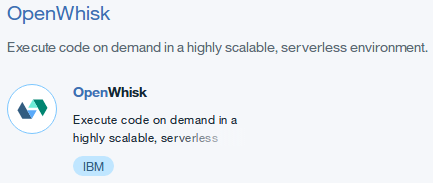 OpenWhisk
Execute code on demand in a highly scalable, serverless environment.
OpenWhisk
Execute code on demand in a
highly scalable, serverless
IBM